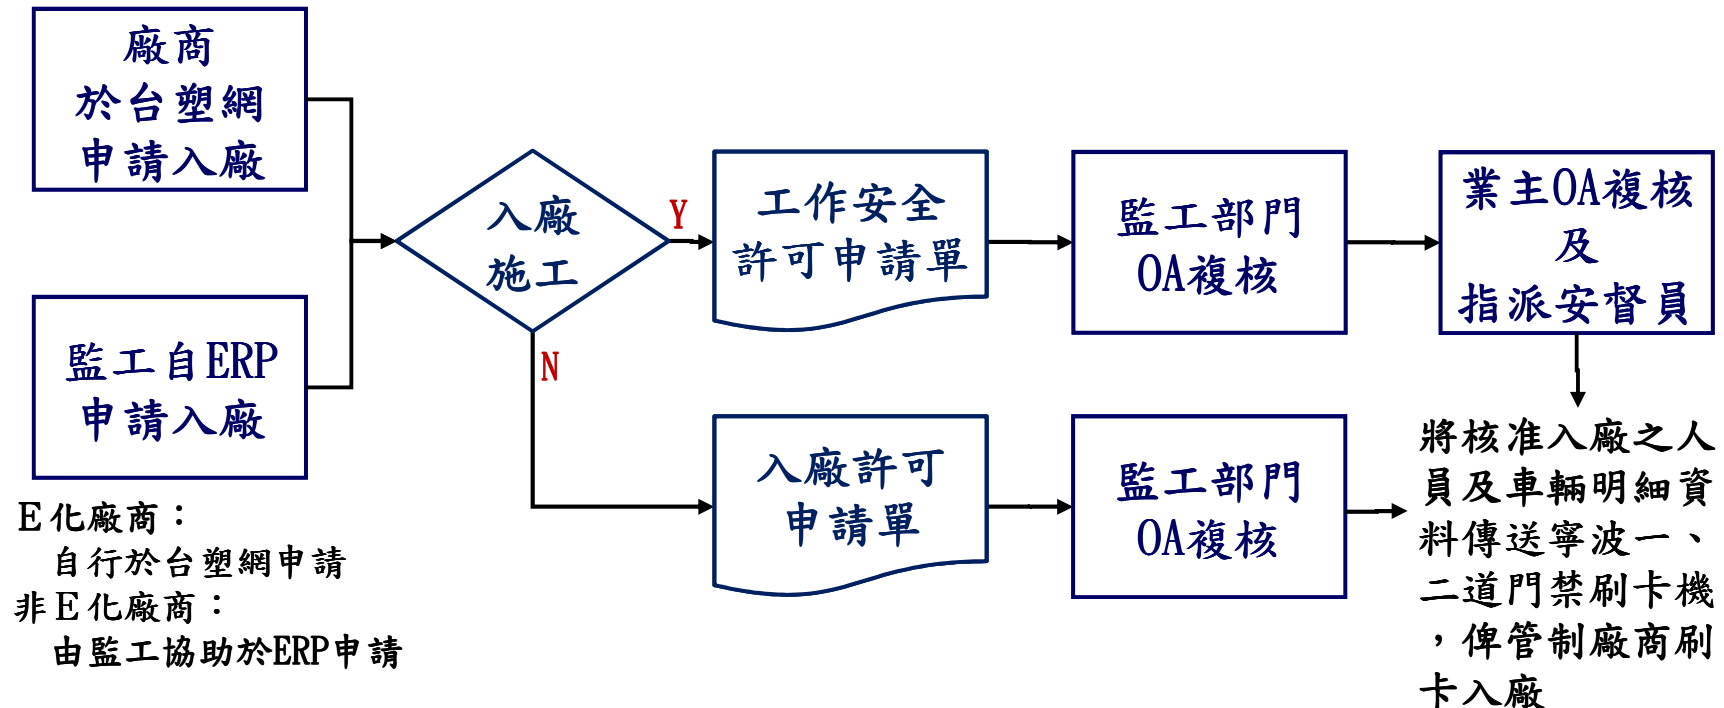 廠商
於台塑網
申請入廠
監工自ERP
申請入廠
E化廠商：
自行於台塑網申請
非E化廠商：
由監工協助於ERP申請
入廠
施工
Y
N
工作安全
許可申請單
監工部門
OA複核
業主OA複核
及
指派安督員
入廠許可
申請單
監工部門
OA複核
將核准入廠之人
員及車輛明細資
料傳送寧波一、
二道門禁刷卡機
，俾管制廠商刷
卡入廠